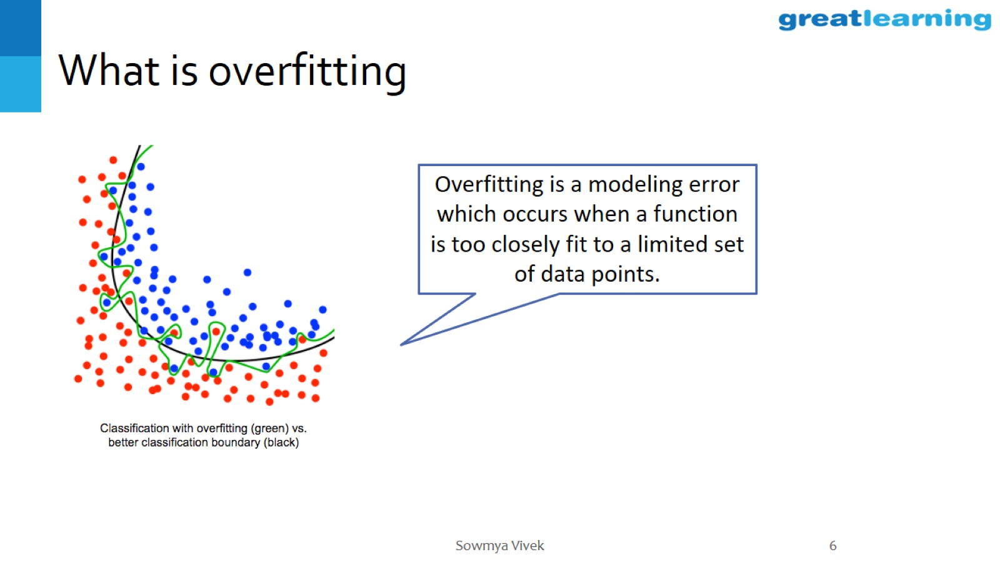 greatlearning
What is overfitting
Overfitting is a modeling error
which occurs when a function
is too closely fit to a limited set
of data points.
Classification with overfitting (green) vs.
better classification boundary (black)
Sowmya Vivek
6